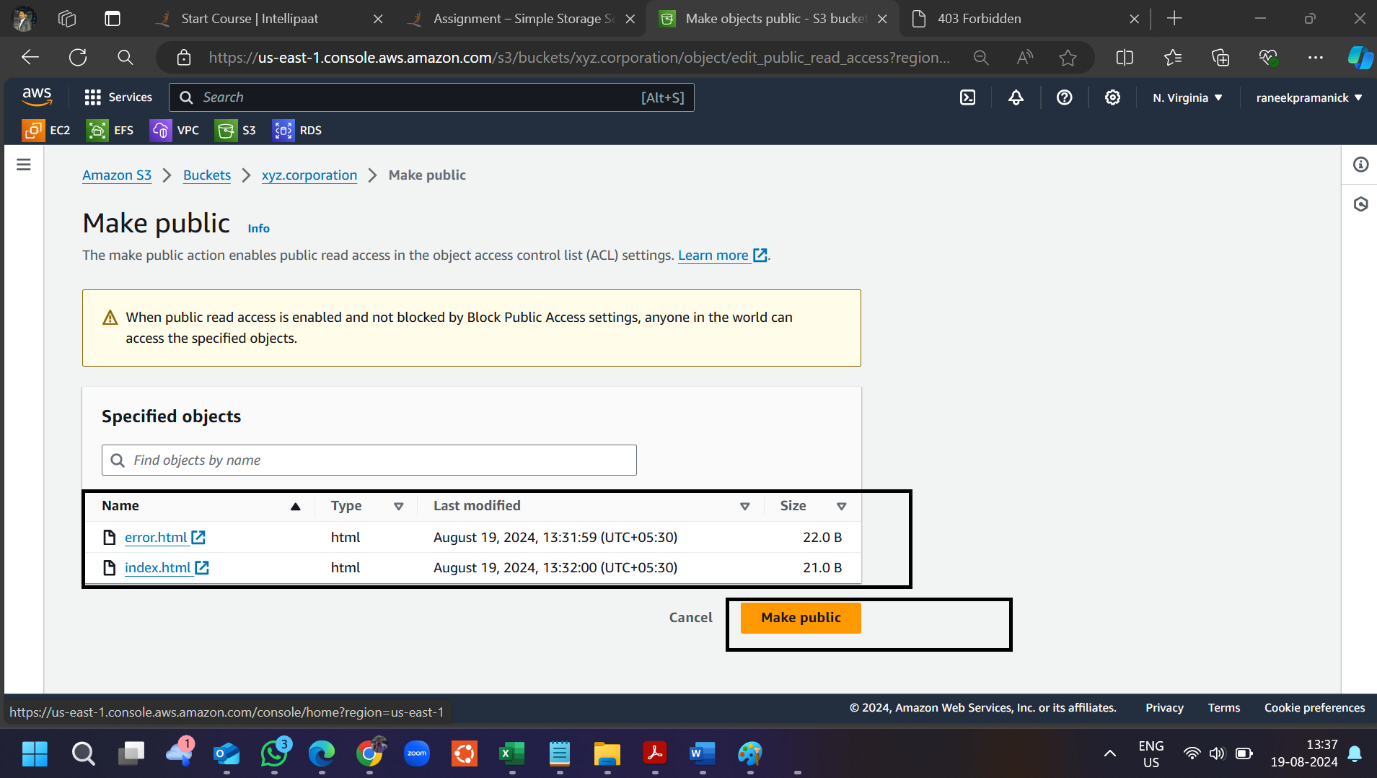 Start Course | Intellipaat
Assignment – Simple Storage Se
Make objects public - S3 bucket
403 Forbidden
https://us-east-1.console.aws.amazon.com/s3/buckets/xyz.corporation/object/edit_public_read_access?region...
aws
Services
Search
[Alt+S]
N. Virginia
raneekpramanick
EC2 EFS VPC S3 RDS
Amazon S3 > Buckets > xyz.corporation > Make public
Make public Info
The make public action enables public read access in the object access control list (ACL) settings. Learn more.
When public read access is enabled and not blocked by Block Public Access settings, anyone in the world can
access the specified objects.
Specified objects
Find objects by name
Name Type Last modified Size
error.html html August 19, 2024, 13:31:59 (UTC+05:30) 22.0 B
index.html html August 19, 2024, 13:32:00 (UTC+05:30) 21.0 B
Cancel Make public
https://us-east-1.console.aws.amazon.com/console/home?region=us-east-1
© 2024, Amazon Web Services, Inc. or its affiliates. Privacy Terms Cookie preferences
1
3
zoom
ENG
US
13:37
19-08-2024